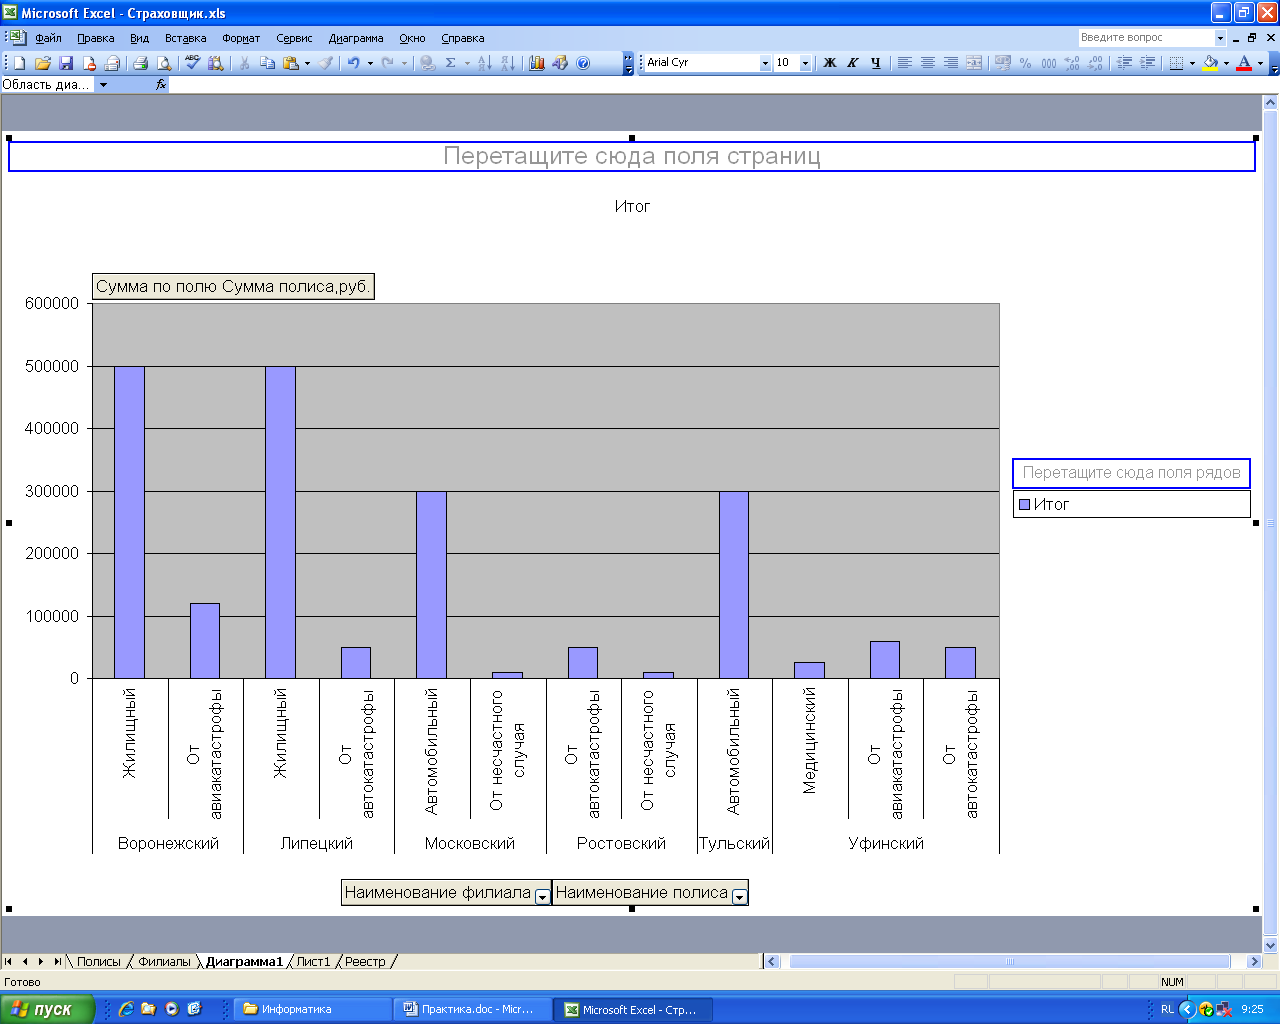 Microsoft Excel - Страховщик.xls
Файл Правка Вид Вставка Формат Сервис Диаграмма Окно Справка Введите вопрос
Arial Cyr 10 Ж К Ч
Область диа... fx
Перетащите сюда поля страниц
Итог
Сумма по полю Сумма полиса,руб.
600000
500000
400000
300000
200000
100000
0
Перетащите сюда поля рядов
Итог
Жилищный
От авиакатастрофы
Жилищный
От автокатастрофы
Автомобильный
От несчастного случая
От автокатастрофы
От несчастного случая
Автомобильный
Медицинский
От авиакатастрофы
От автокатастрофы
Воронежский Липецкий Московский Ростовский Тульский Уфинский
Наименование филиала Наименование полиса
Полисы Филиалы Диаграмма1 Лист1 Реестр
Готово NUM
пуск Информатика Практика.doc - Micr... Microsoft Excel - Стр... RL 9:25